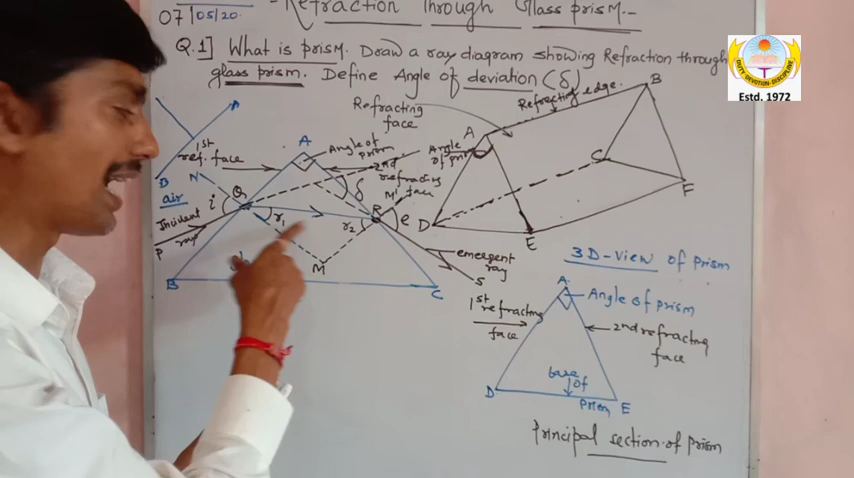 Refraction Through Glass prism.-
07/05/20
Q.1] What is prism. Draw a ray diagram showing Refraction through
glass prism. Define Angle of deviation (δ)
DUTY-DEVOTION-DISCIPLINE
Estd. 1972
Refracting
face
Refracting edge.
B
A
Angle
of
C
F
D
E
A
B
1st
ref. face
N
air
i
Q
Incident
ray
P
r1
A
Angle of
prism
2nd
refracting
face
δ
M'
R
e
r2
M
emergent
ray
S
B
C
3D-View of prism
1st refracting
face
A
Angle of prism
2nd refracting
face
base
of
Prism
D
E
Principal section of prism